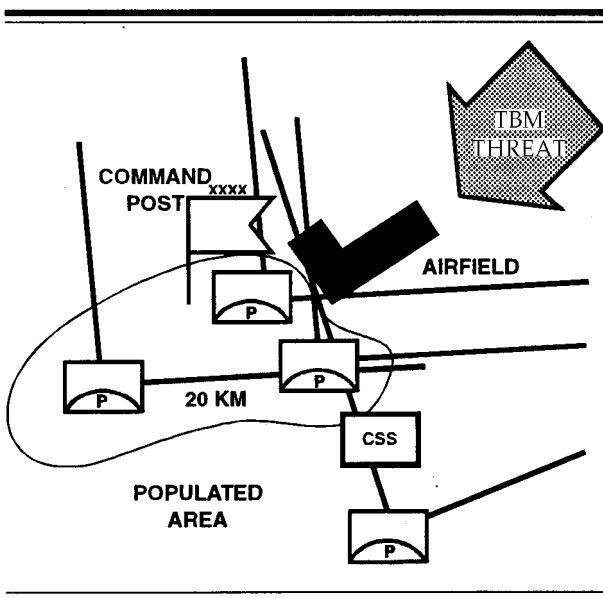 TBM
THREAT
COMMAND
POST
xxxx
AIRFIELD
P
P
P
20 KM
CSS
POPULATED
AREA
P